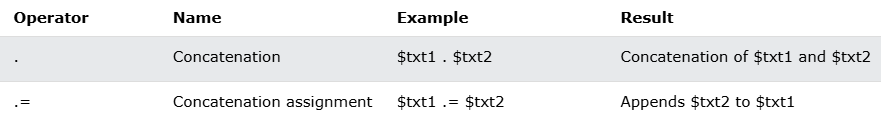 Operator Name Example Result
. Concatenation $txt1 . $txt2 Concatenation of $txt1 and $txt2
.= Concatenation assignment $txt1 .= $txt2 Appends $txt2 to $txt1